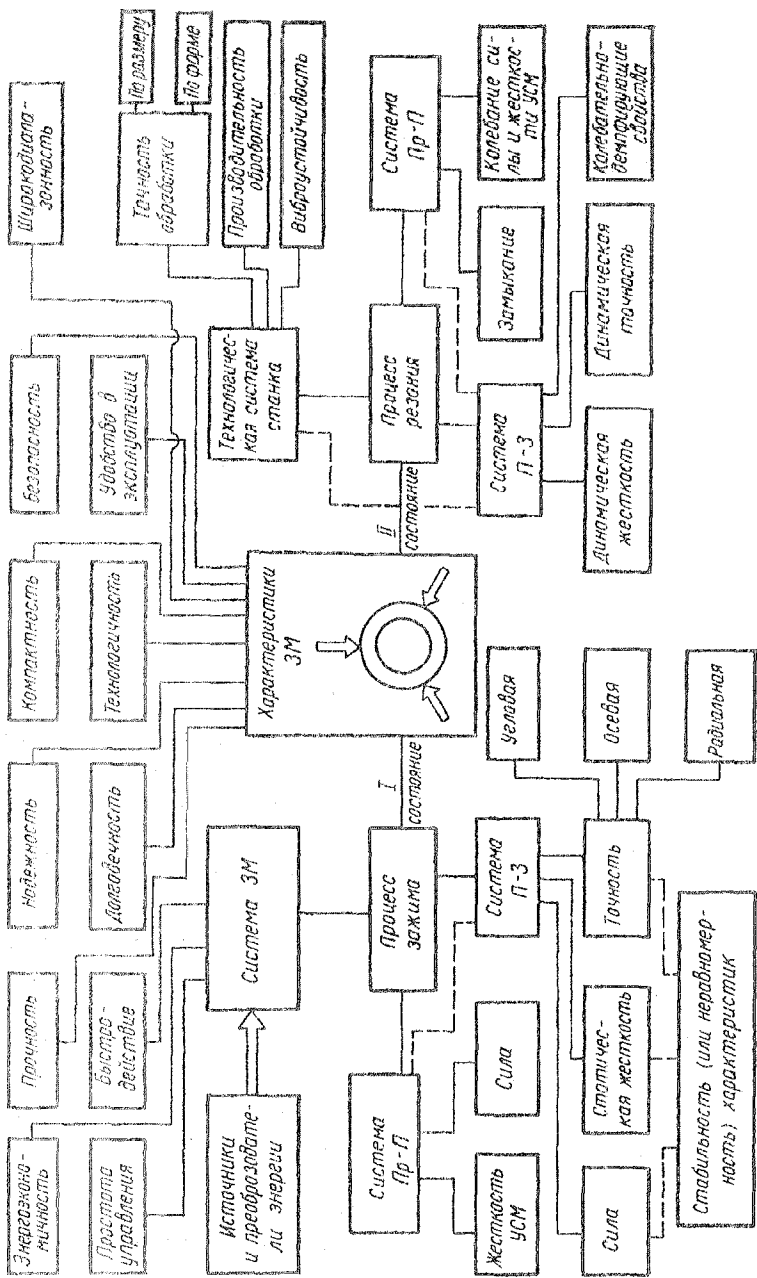 Энергоэконо-
мичность
Прочность
Надежность
Компактность
Безопасность
Широкодиапа-
зонность
Простота
управления
Быстро-
действие
Долговечность
Технологичность
Удобство в
эксплуатации
Точность
обработки
По размеру
По форме
Производительность
обработки
Виброустойчивость
Источники
и преобразовате-
ли энергии
Система ЗМ
Характеристики
ЗМ
Технологичес-
кая система
станка
Процесс
зажима
I
состояние
II
состояние
Процесс
резания
Система
Пр-П
Система
Пр-П
Система
П-З
Жесткость
УСМ
Сила
Угловая
Система
П-З
Замыкание
Колебание си-
лы и жесткос-
ти УСМ
Сила
Статичес-
кая жесткость
Точность
Осевая
Радиальная
Динамическая
жесткость
Динамическая
точность
Колебательно-
демпфирующие
свойства
Стабильность (или неравномер-
ность) характеристик